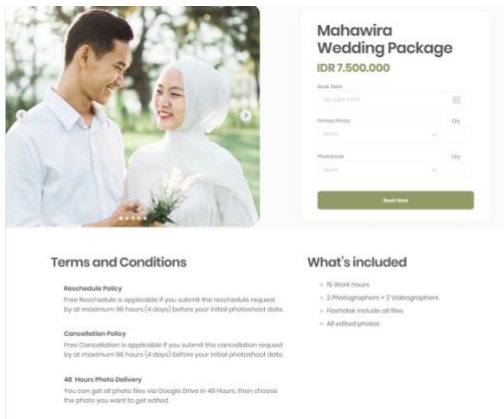 Mahawira
Wedding Package
IDR 7.500.000
Book Date
DD-MM-YYYY
Printed Photo
Qty
None
Photobook
Qty
None
Book Now
Terms and Conditions
Reschedule Policy
Free Reschedule is applicable if you submit the reschedule request
by at maximum 96 hours (4 days) before your initial photoshoot date.
Cancellation Policy
Free Cancellation is applicable if you submit the cancellation request
by at maximum 96 hours (4 days) before your initial photoshoot date.
48 Hours Photo Delivery
You can get all photo files via Google Drive in 48 Hours, then choose
the photo you want to get edited.
What's included
15 Work hours
2 Photographers + 2 Videographers
Flashdisk include all files
All edited photos